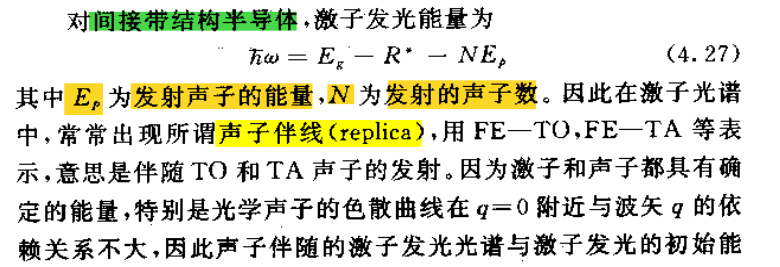 对间接带结构半导体,激子发光能量为
ħω = E_g − R* − NE_p (4.27)
其中 E_p 为发射声子的能量,N 为发射的声子数。因此在激子光谱
中,常常出现所谓声子伴线(replica),用 FE—TO,FE—TA 等表
示,意思是伴随 TO 和 TA 声子的发射。因为激子和声子都具有确
定的能量,特别是光学声子的色散曲线在 q=0 附近与波矢 q 的依
赖关系不大,因此声子伴随的激子发光光谱与激子发光的初始能